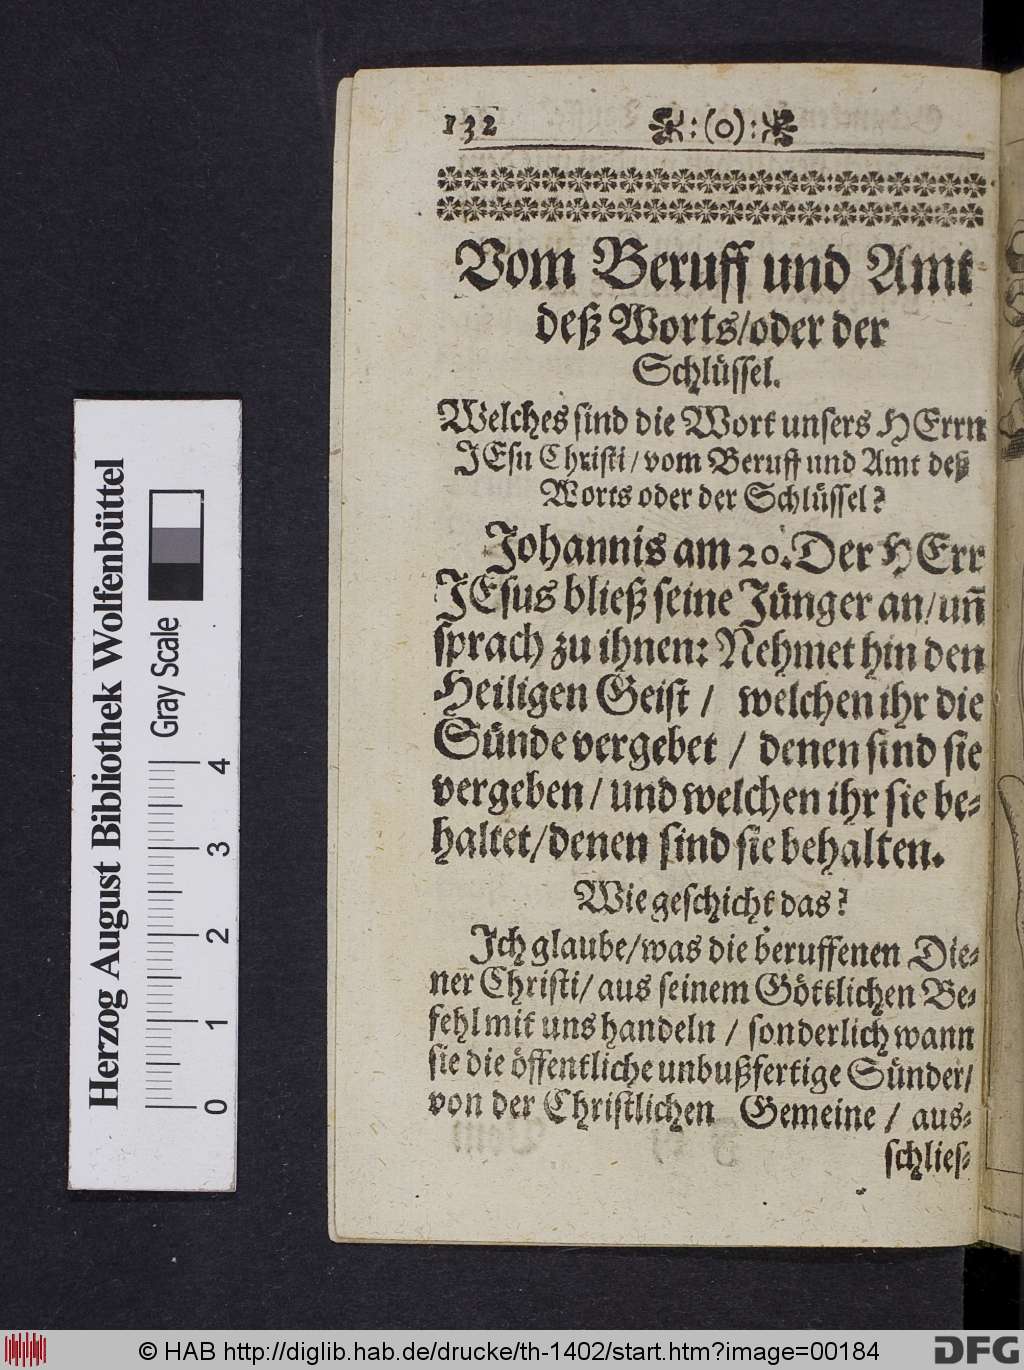 132 :(o):
Vom Beruff und Amt
deß Worts/oder der
Schlüssel.
Welches sind die Wort unsers HErrn
JEsu Christi/vom Beruff und Amt deß
Worts oder der Schlüssel?
Johannis am 20. Der HErr
JEsus bließ seine Jünger an/uñ
sprach zu ihnen: Nehmet hin den
Heiligen Geist / welchen ihr die
Sünde vergebet / denen sind sie
vergeben / und welchen ihr sie be-
haltet/denen sind sie behalten.
Wie geschicht das?
Ich glaube/was die beruffenen Die-
ner Christi/ aus seinem Göttlichen Be-
fehl mit uns handeln / sonderlich wann
sie die öffentliche unbußfertige Sünder/
von der Christlichen Gemeine / aus-
schlies-
Herzog August Bibliothek Wolfenbüttel
Gray Scale
0 1 2 3 4
© HAB http://diglib.hab.de/drucke/th-1402/start.htm?image=00184
DFG